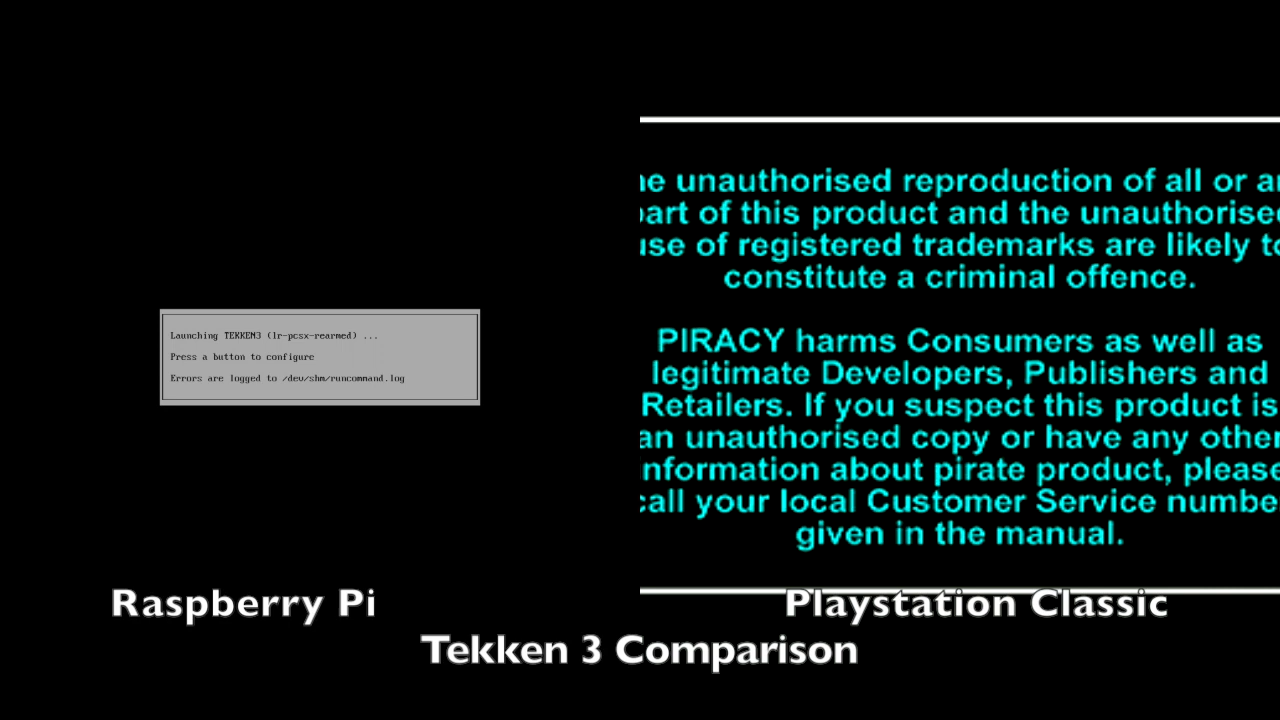 Launching TEKKEN3 (lr-pcsx-rearmed) ...
Press a button to configure
Errors are logged to /dev/shm/runcommand.log
he unauthorised reproduction of all or an
part of this product and the unauthorised
use of registered trademarks are likely to
constitute a criminal offence.
PIRACY harms Consumers as well as
legitimate Developers, Publishers and
Retailers. If you suspect this product is
an unauthorised copy or have any other
information about pirate product, please
call your local Customer Service numbe
given in the manual.
Raspberry Pi
Playstation Classic
Tekken 3 Comparison